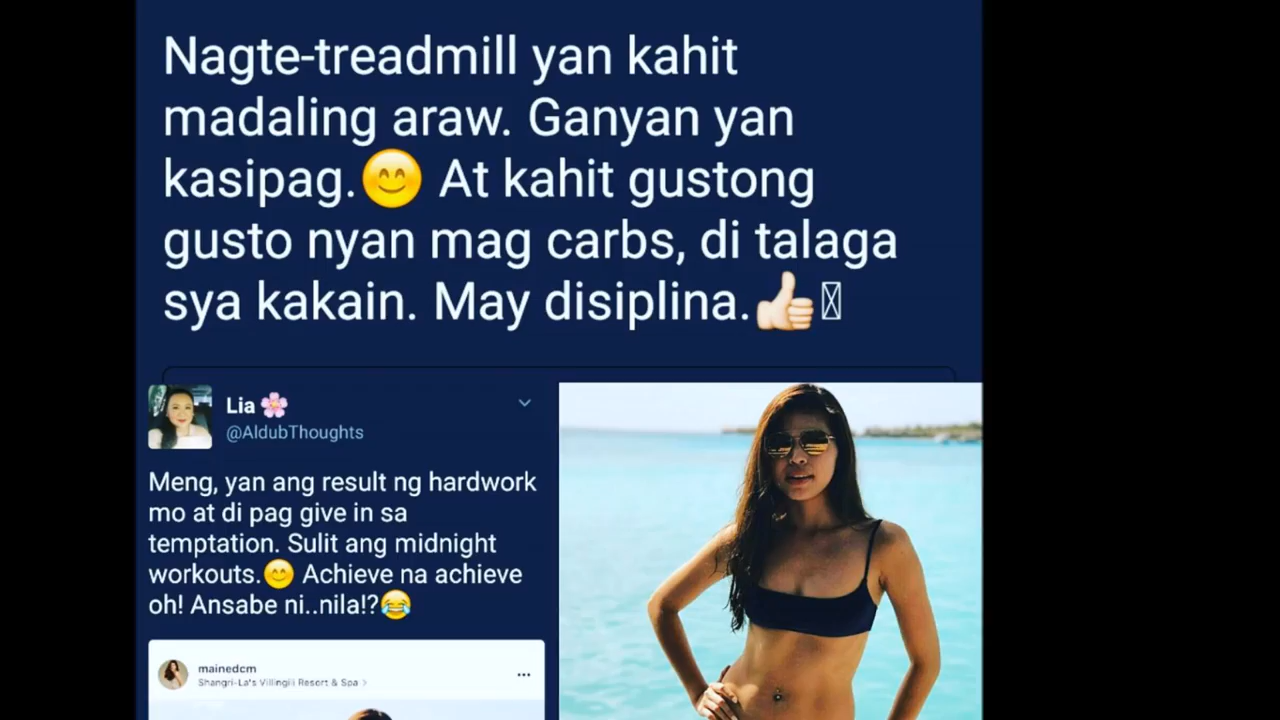 Nagte-treadmill yan kahit
madaling araw. Ganyan yan
kasipag.😊 At kahit gustong
gusto nyan mag carbs, di talaga
sya kakain. May disiplina.👍🏻
Lia 🌸
@AldubThoughts
Meng, yan ang result ng hardwork
mo at di pag give in sa
temptation. Sulit ang midnight
workouts.😊 Achieve na achieve
oh! Ansabe ni..nila!?😂
mainedcm
Shangri-La's Villingili Resort & Spa >